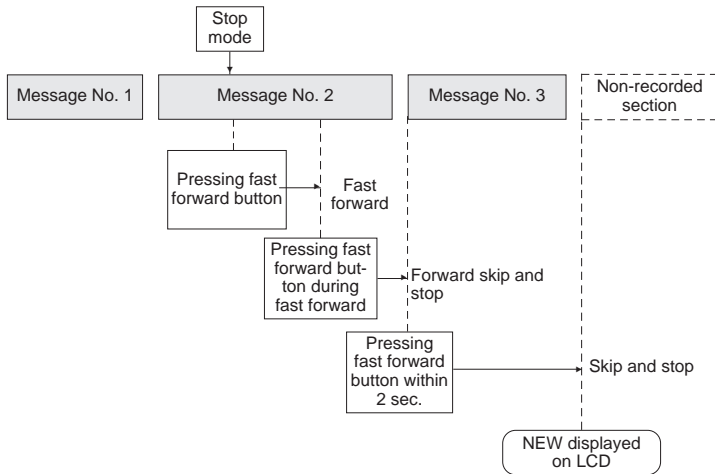 Stop
mode
Message No. 1
Message No. 2
Message No. 3
Non-recorded
section
Pressing fast
forward button
Fast
forward
Pressing fast
forward but-
ton during
fast forward
Forward skip and
stop
Pressing
fast forward
button within
2 sec.
Skip and stop
NEW displayed
on LCD